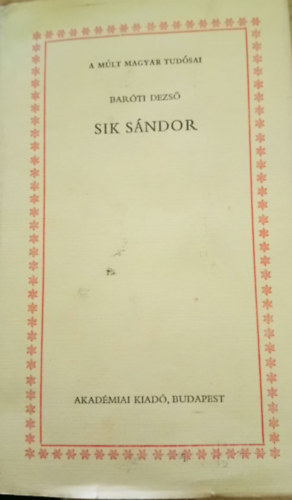 A MÚLT MAGYAR TUDÓSAI
BARÓTI DEZSŐ
SIK SÁNDOR
AKADÉMIAI KIADÓ, BUDAPEST